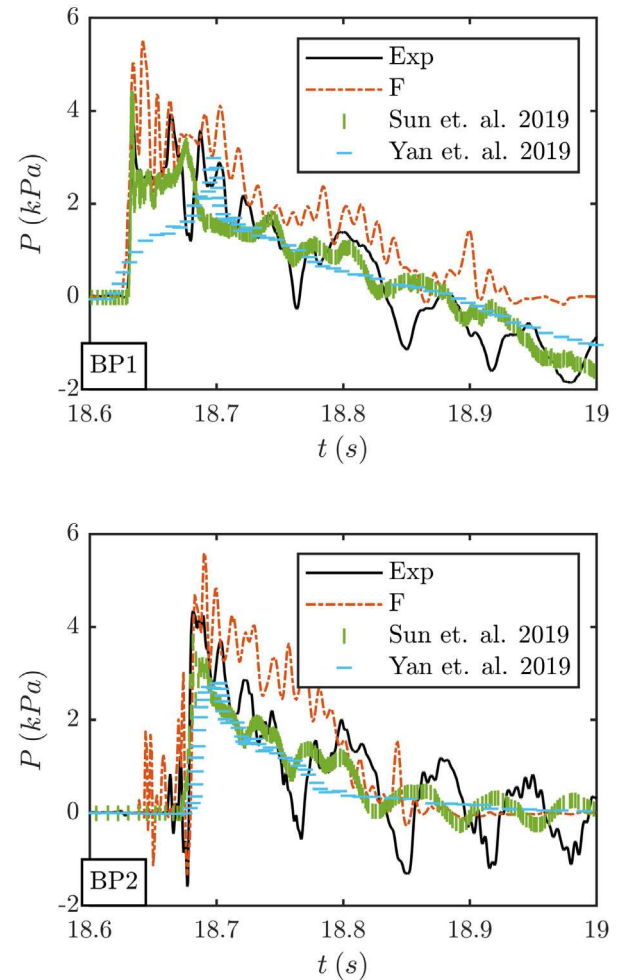 6
4
2
0
-2
P (kPa)
Exp
F
Sun et. al. 2019
Yan et. al. 2019
BP1
18.6 18.7 18.8 18.9 19
t (s)
6
4
2
0
-2
P (kPa)
Exp
F
Sun et. al. 2019
Yan et. al. 2019
BP2
18.6 18.7 18.8 18.9 19
t (s)